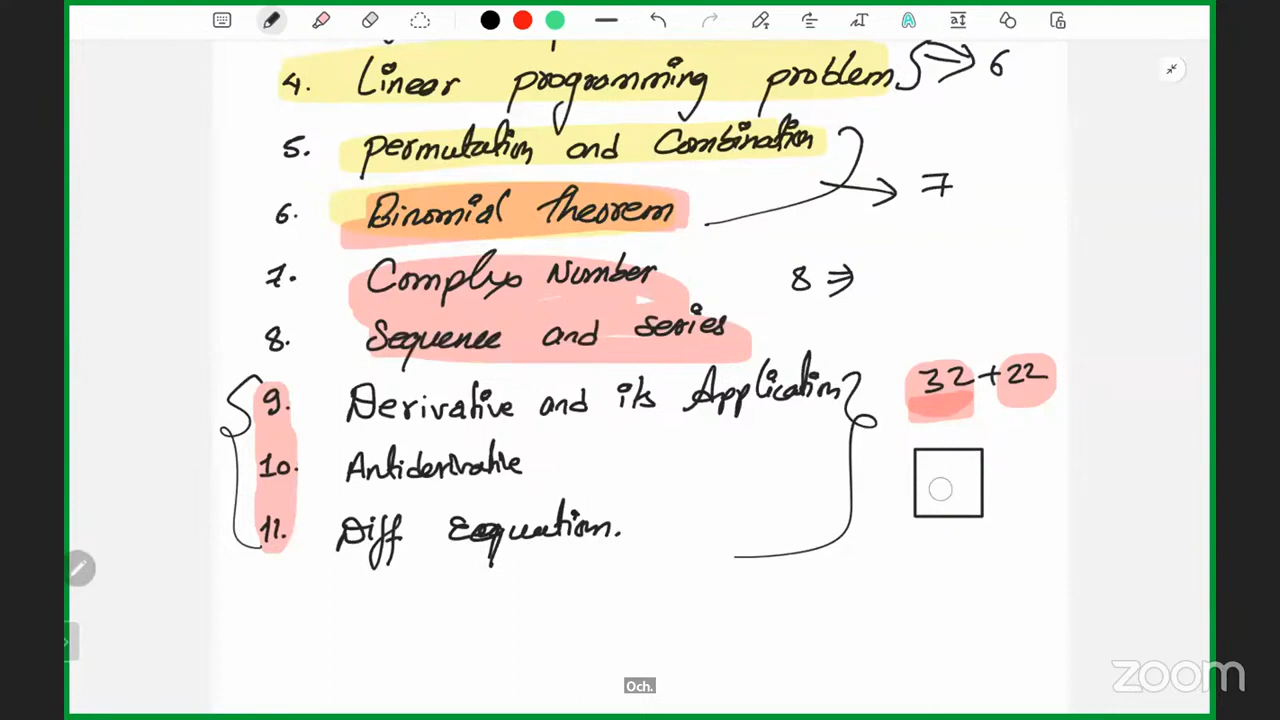 4. Linear programming problem → 6
5. Permutation and Combination
→ 7
6. Binomial theorem
7. Complex Number 8 ⇒
8. Sequence and series
9. Derivative and its Application 32+22
10. Antiderivative
11. Diff Equation.
Och.
zoom